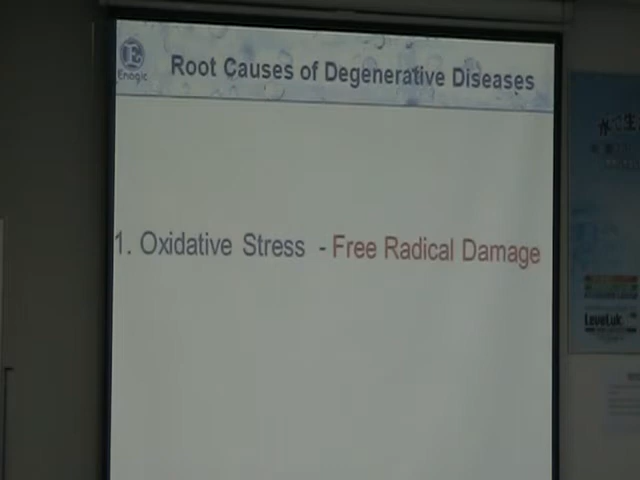 Enagic
Root Causes of Degenerative Diseases
1. Oxidative Stress - Free Radical Damage
LeveLuk